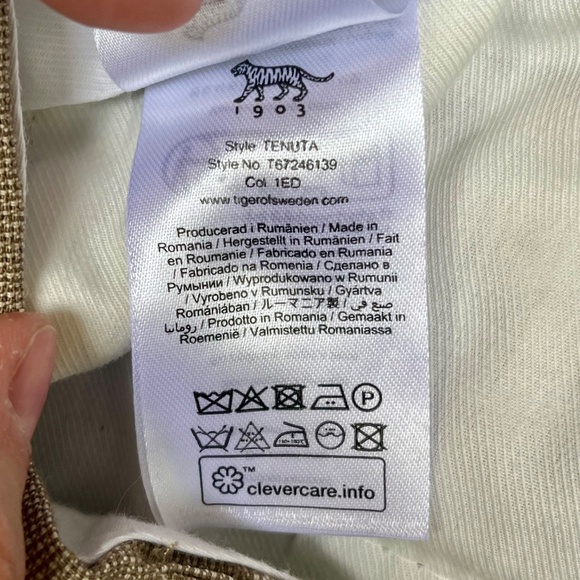 1903
Style TENUTA
Style No T67246139
Col 1ED
www.tigerofsweden.com
Producerad i Rumänien / Made in
Romania / Hergestellt in Rumänien / Fait
en Roumanie / Fabricado en Rumania
/ Fabricado na Romenia / Сделано в
Румынии / Wyprodukowano w Rumunii
/ Vyrobeno v Rumunsku / Gyártva
Romániában / ルーマニア製 / صنع في
رومانيا / Prodotto in Romania / Gemaakt in
Roemenië / Valmistettu Romaniassa
P
™
clevercare.info